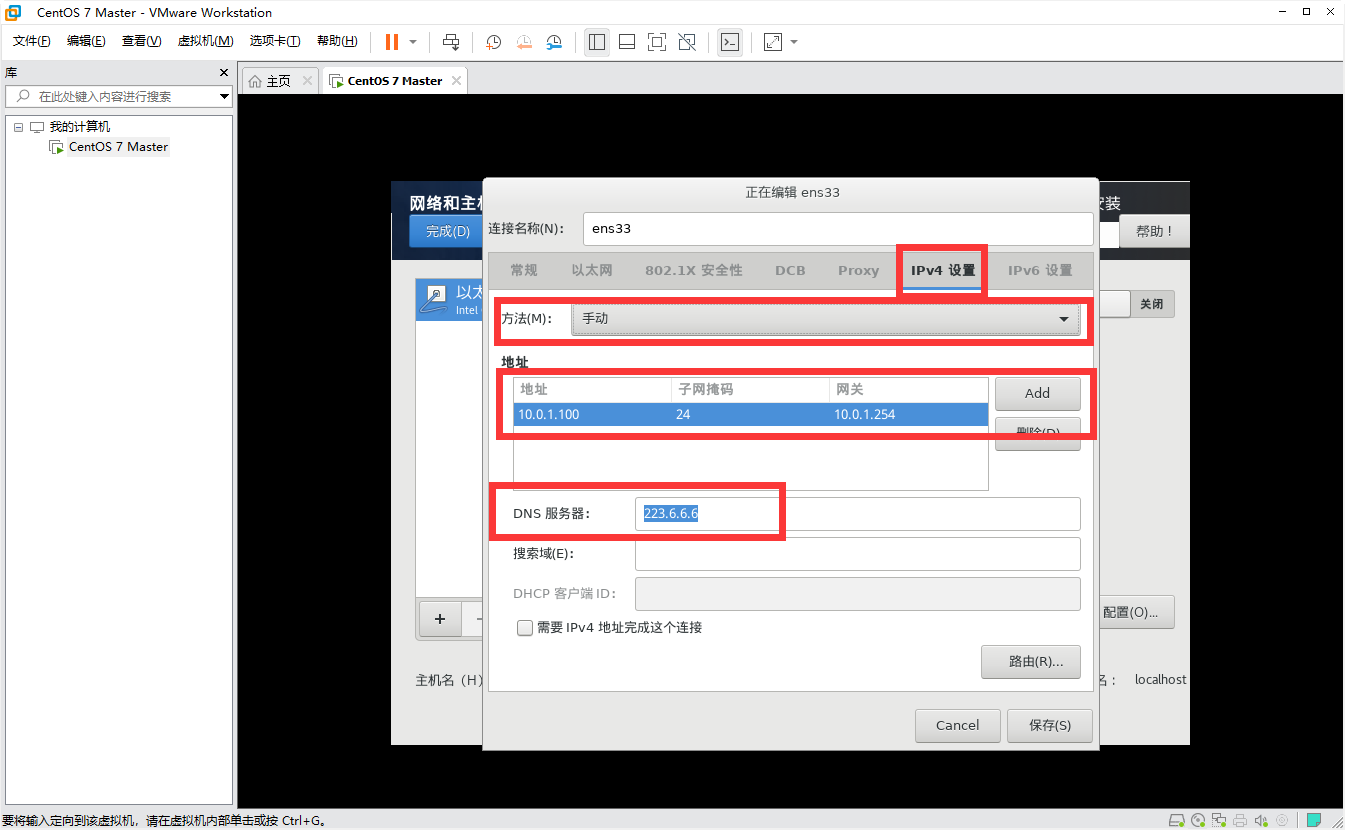 CentOS 7 Master - VMware Workstation
文件(F) 编辑(E) 查看(V) 虚拟机(M) 选项卡(T) 帮助(H)
库
在此处键入内容进行搜索
我的计算机
CentOS 7 Master
主页
CentOS 7 Master
网络和主机
完成(D)
安装
帮助！
以太
Intel
关闭
正在编辑 ens33
连接名称(N): ens33
常规 以太网 802.1X 安全性 DCB Proxy IPv4 设置 IPv6 设置
方法(M): 手动
地址
地址 子网掩码 网关
10.0.1.100 24 10.0.1.254
Add
删除(D)
DNS 服务器: 223.6.6.6
搜索域(E):
DHCP 客户端 ID:
需要 IPv4 地址完成这个连接
路由(R)...
Cancel 保存(S)
+ -
配置(O)...
主机名（H）
名： localhost
要将输入定向到该虚拟机，请在虚拟机内部单击或按 Ctrl+G。